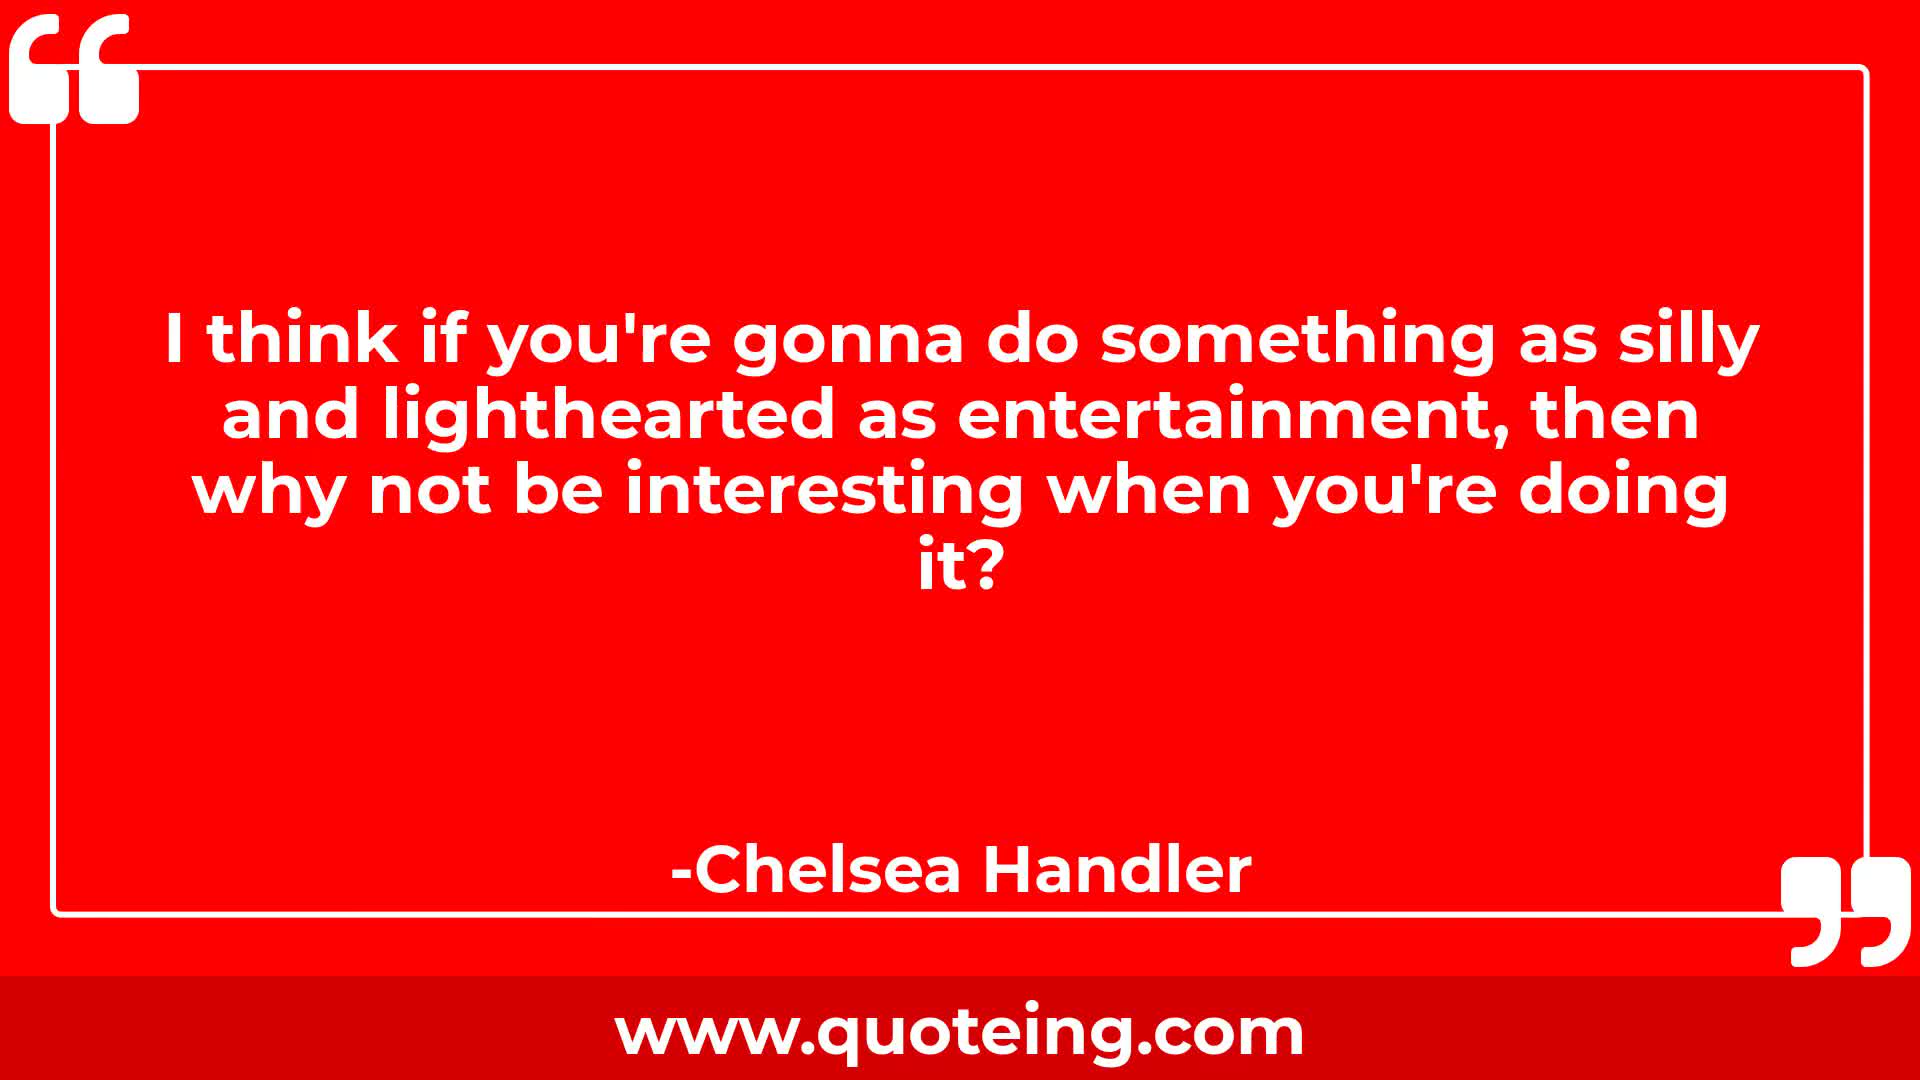 I think if you're gonna do something as silly
and lighthearted as entertainment, then
why not be interesting when you're doing
it?
-Chelsea Handler
www.quoteing.com